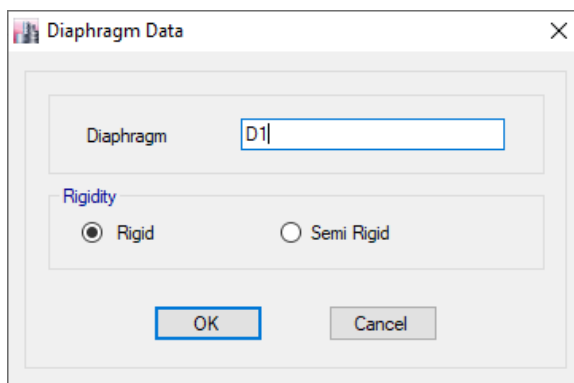 Diaphragm Data
Diaphragm D1
Rigidity
Rigid Semi Rigid
OK Cancel